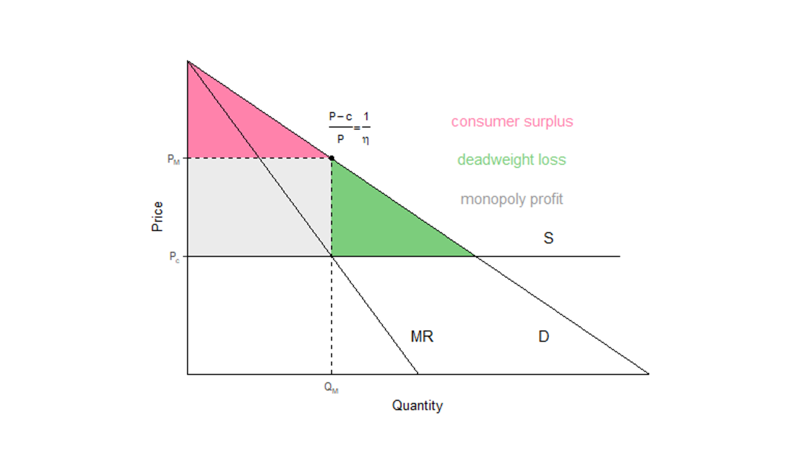 P−c 1
P = η
consumer surplus
deadweight loss
monopoly profit
P_M
P_c
Price
S
MR
D
Q_M
Quantity